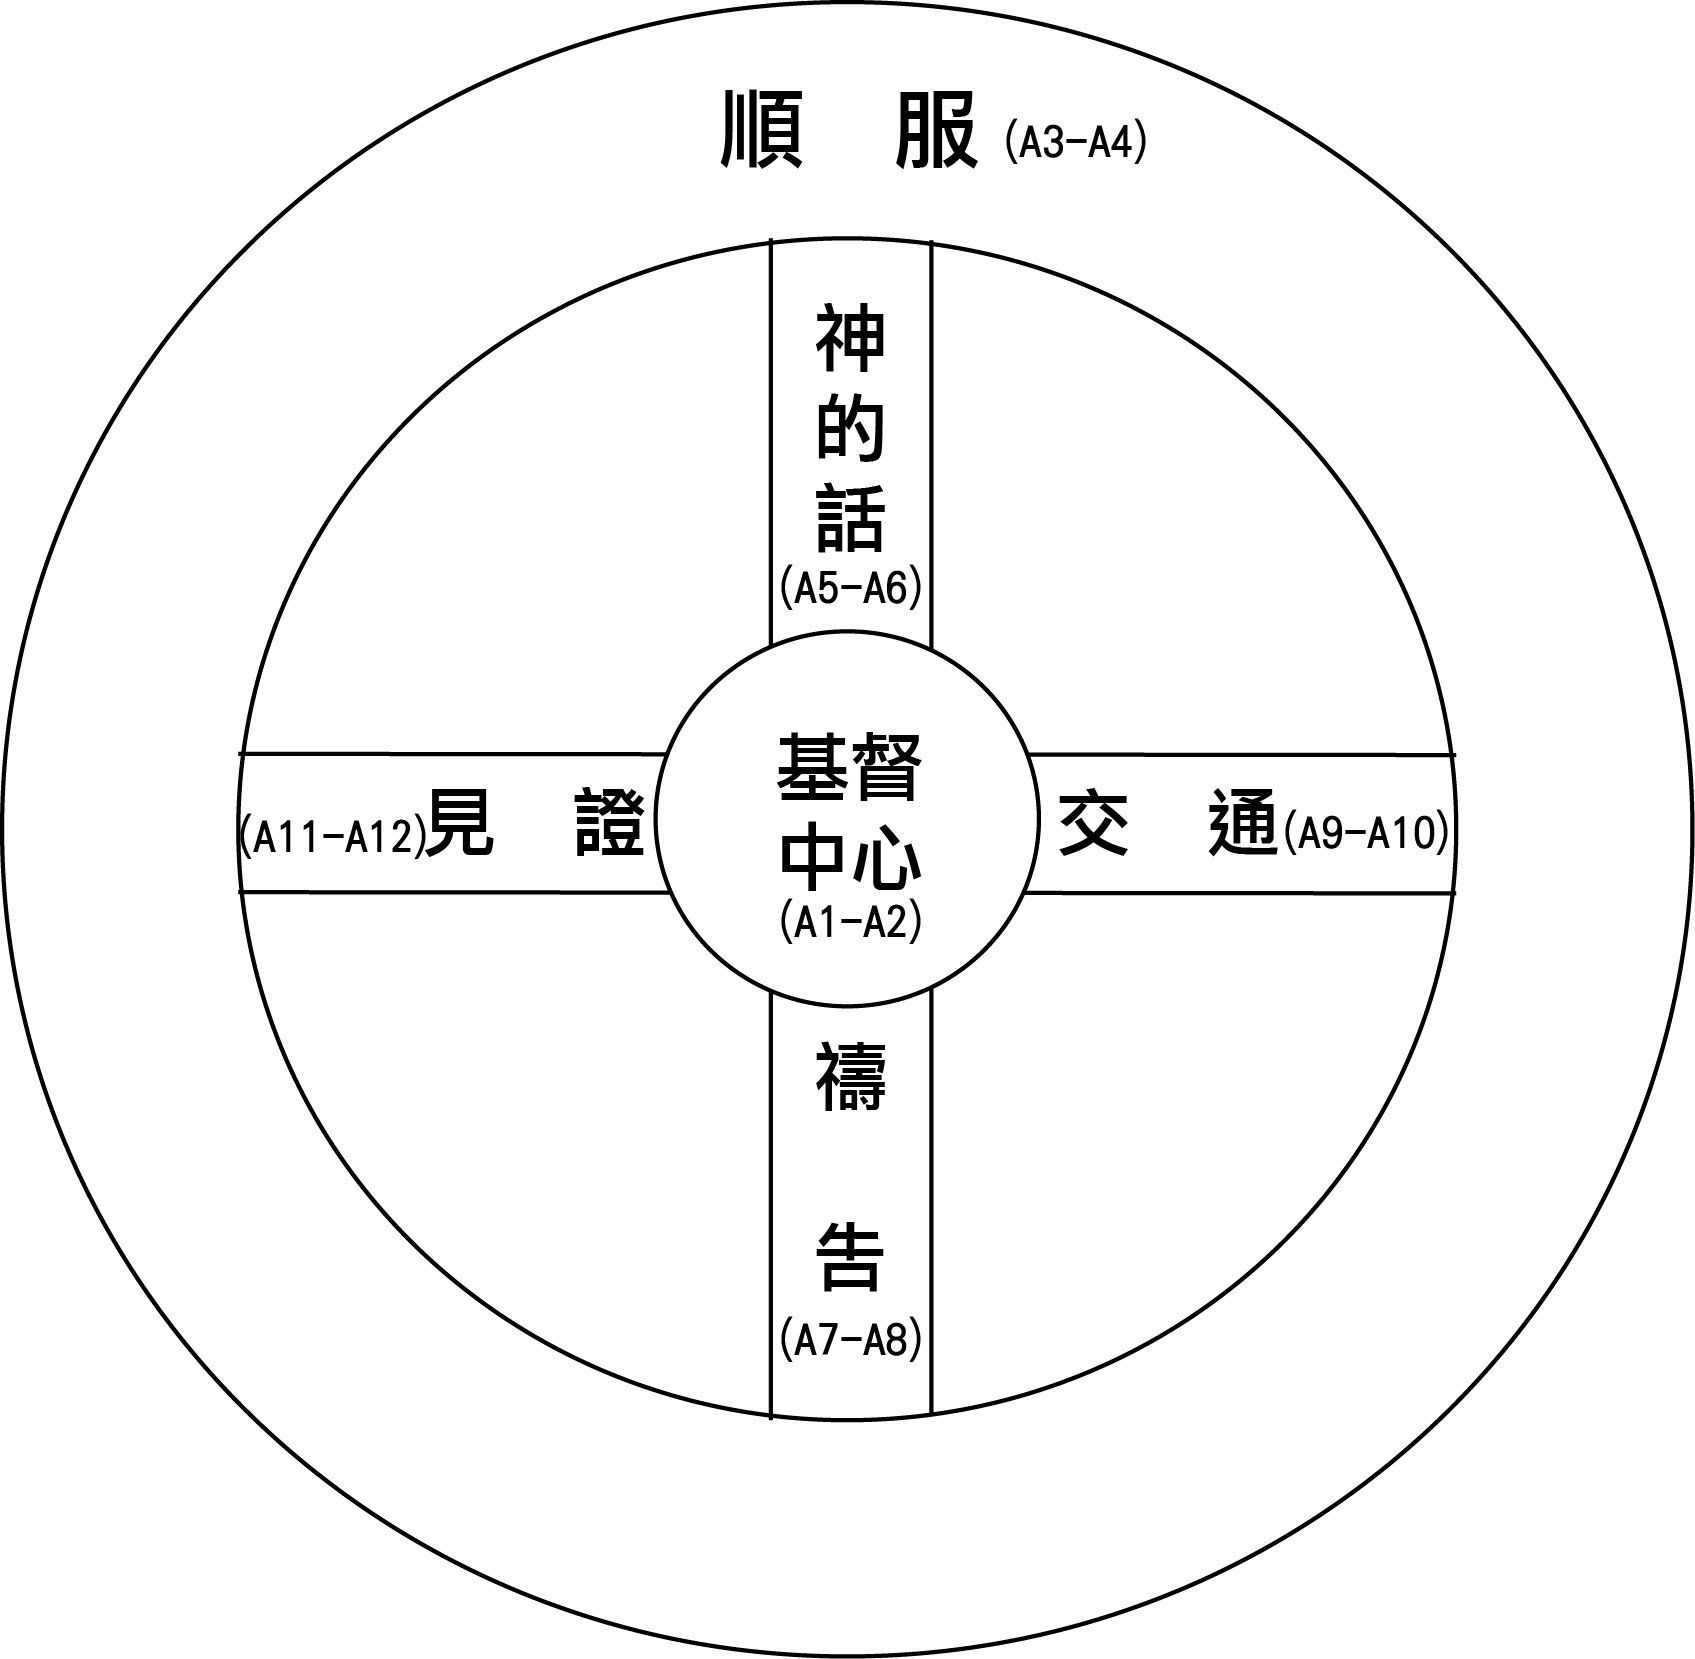 順 服 (A3-A4)
神
的
話
(A5-A6)
(A11-A12)見 證
基督
中心
(A1-A2)
交 通(A9-A10)
禱
告
(A7-A8)